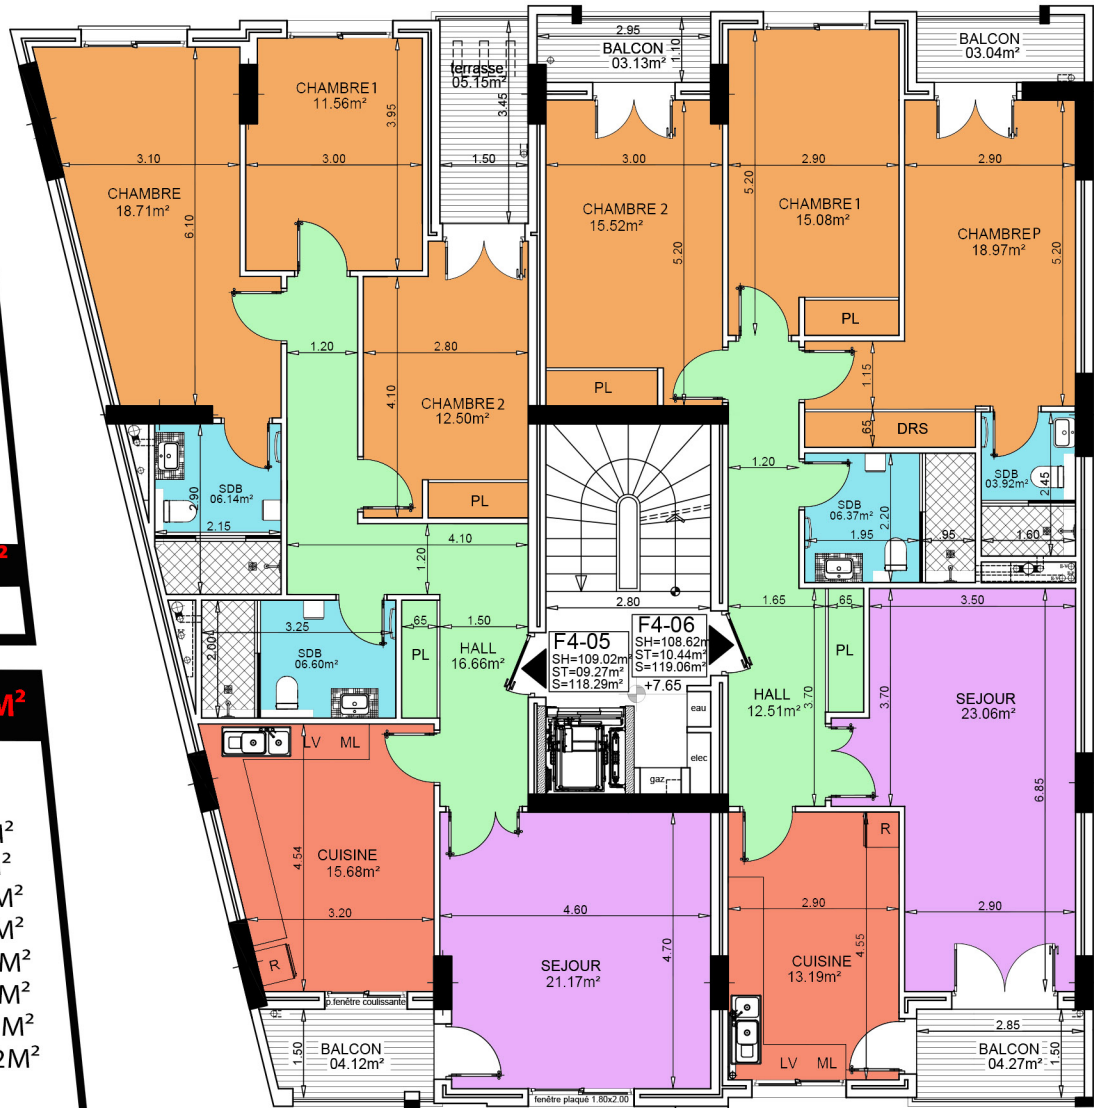 2.95
BALCON
03.13m²
1.10
BALCON
03.04m²
terrasse
05.15m²
3.45
1.50
CHAMBRE1
11.56m²
3.95
3.00
3.10
CHAMBRE
18.71m²
6.10
3.00
CHAMBRE 2
15.52m²
5.20
2.90
5.20
CHAMBRE1
15.08m²
2.90
CHAMBREP
18.97m²
5.20
PL
1.20
2.80
4.10
CHAMBRE2
12.50m²
PL
PL
1.15
.65
DRS
1.20
SDB
06.14m²
2.90
2.15
SDB
06.37m²
2.20
1.95
.95
SDB
03.92m²
2.45
1.60
4.10
1.20
2.80
3.25
2.00
SDB
06.60m²
.65
PL
1.50
HALL
16.66m²
F4-05
SH=109.02m²
ST=09.27m²
S=118.29m²
F4-06
SH=108.62m²
ST=10.44m²
S=119.06m²
+7.65
1.65
.65
PL
HALL
12.51m²
3.70
3.50
3.70
SEJOUR
23.06m²
6.85
eau
elec
gaz
LV ML
4.54
CUISINE
15.68m²
3.20
R
4.60
4.70
SEJOUR
21.17m²
R
2.90
4.55
CUISINE
13.19m²
LV ML
2.90
p.fenêtre coulissante
1.50
BALCON
04.12m²
fenêtre plaqué 1.80x2.00
2.85
BALCON
04.27m²
1.50
M²
M²
M²
M²
M²
M²
2M²